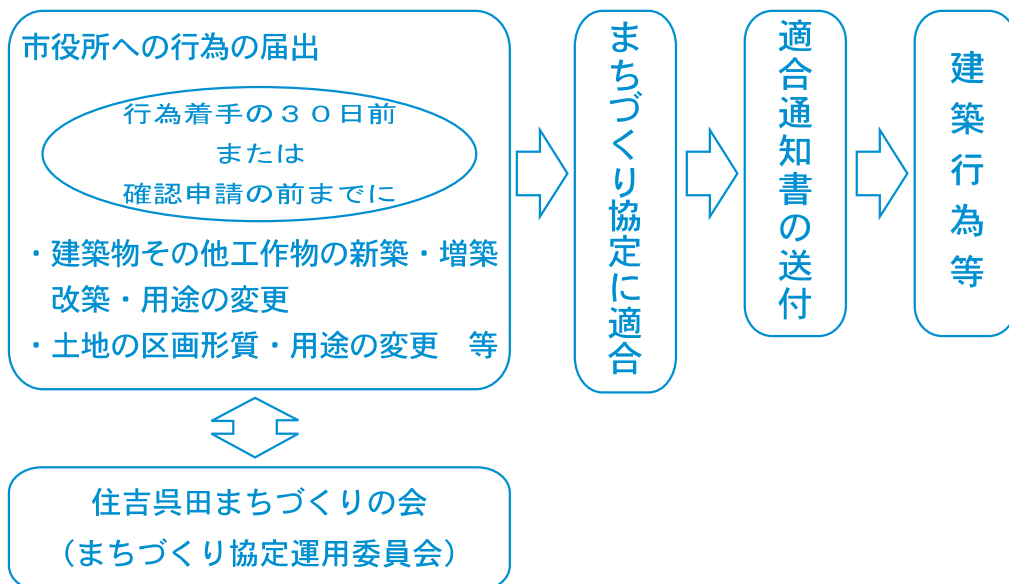 市役所への行為の届出
行為着手の３０日前
または
確認申請の前までに
・建築物その他工作物の新築・増築
改築・用途の変更
・土地の区画形質・用途の変更　等
まちづくり協定に適合
適合通知書の送付
建築行為等
住吉呉田まちづくりの会
（まちづくり協定運用委員会）